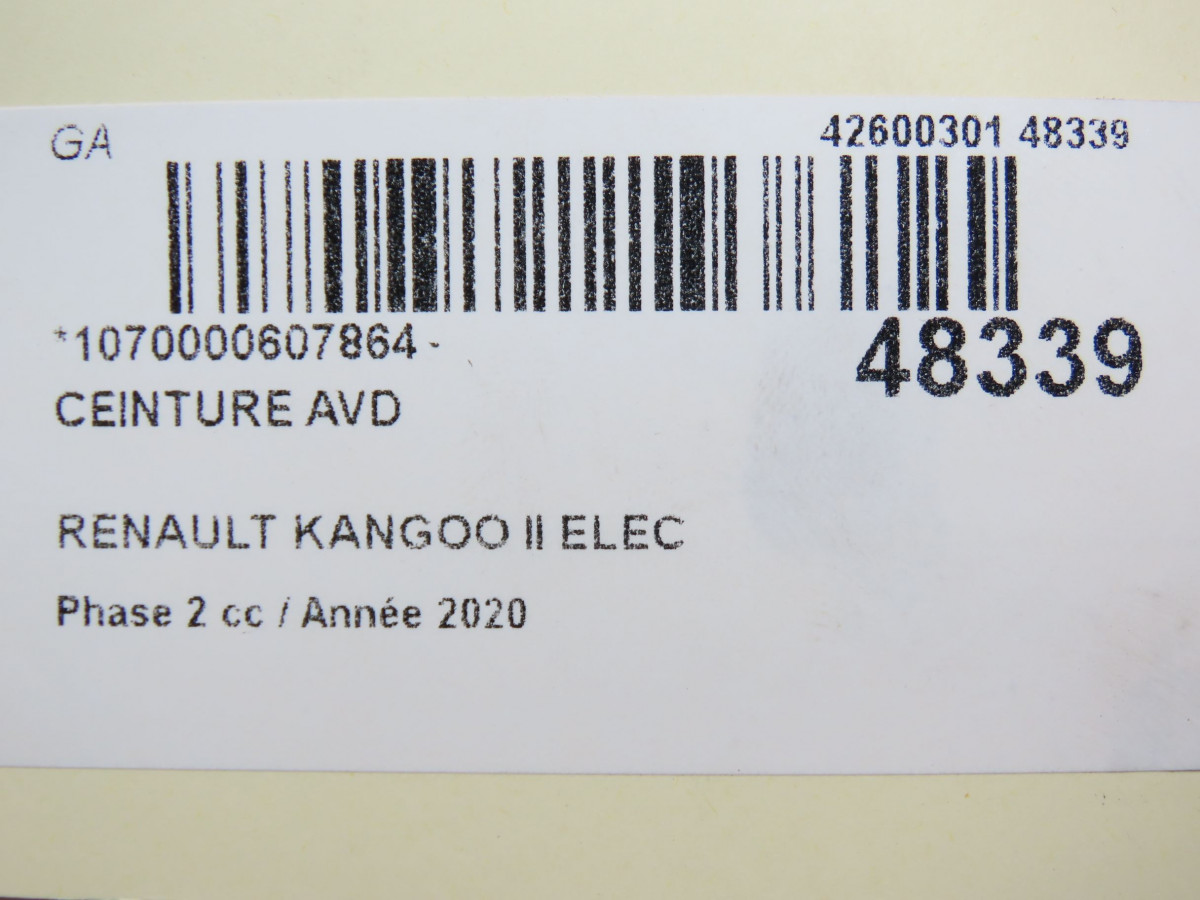 GA
42600301 48339
*1070000607864 -
48339
CEINTURE AVD
RENAULT KANGOO II ELEC
Phase 2 cc / Année 2020